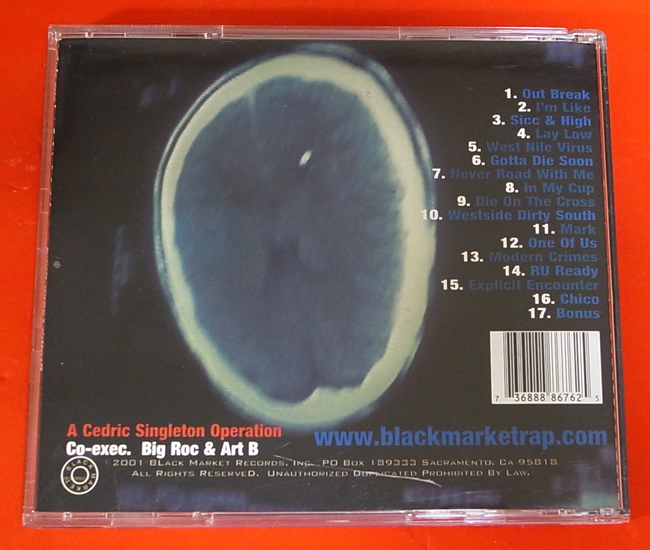 1. Out Break
2. I'm Like
3. Sicc & High
4. Lay Low
5. West Nile Virus
6. Gotta Die Soon
7. Never Road With Me
8. In My Cup
9. Die On The Cross
10. Westside Dirty South
11. Mark
12. One Of Us
13. Modern Crimes
14. RU Ready
15. Explicit Encounter
16. Chico
17. Bonus
7 36888 86762 5
A Cedric Singleton Operation
Co-exec. Big Roc & Art B
www.blackmarketrap.com
BLACK MARKET
2001 Black Market Records, Inc. PO Box 189333 Sacramento, Ca 95818
All Rights Reserved. Unauthorized Duplicated Prohibited By Law.